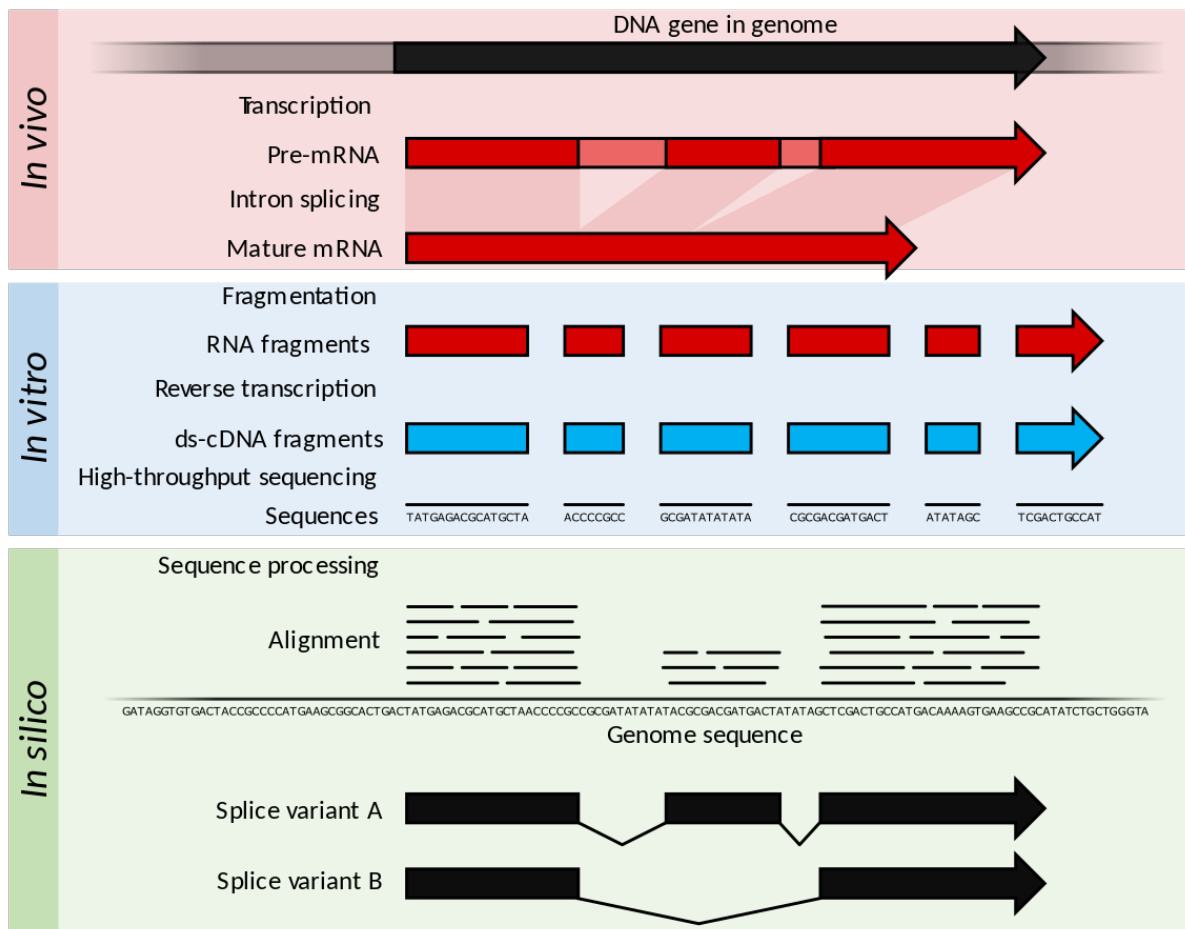 In vivo
DNA gene in genome
Transcription
Pre-mRNA
Intron splicing
Mature mRNA
In vitro
Fragmentation
RNA fragments
Reverse transcription
ds-cDNA fragments
High-throughput sequencing
Sequences
TATGAGACGCATGCTA ACCCCGCC GCGATATATATA CGCGACGATGACT ATATAGC TCGACTGCCAT
In silico
Sequence processing
Alignment
GATAGGTGTGACTACCGCCCCATGAAGCGGCACTGACTATGAGACGCATGCTAACCCCGCCGCGATATATATACGCGACGATGACTATATAGCTCGACTGCCATGACAAAAGTGAAGCCGCATATCTGCTGGGTA
Genome sequence
Splice variant A
Splice variant B